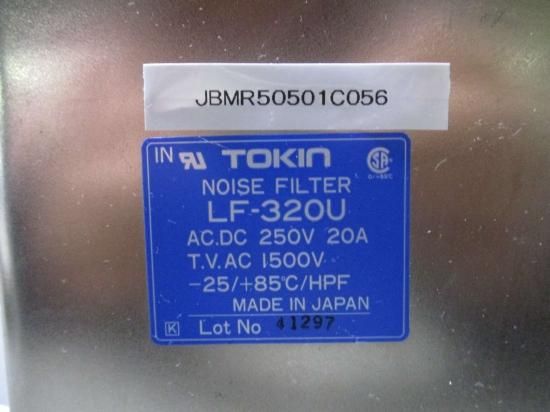 JBMR50501C056
IN TOKIN
NOISE FILTER
LF-320U
AC.DC 250V 20A
T.V.AC 1500V
-25/+85℃/HPF
MADE IN JAPAN
K Lot No 41297